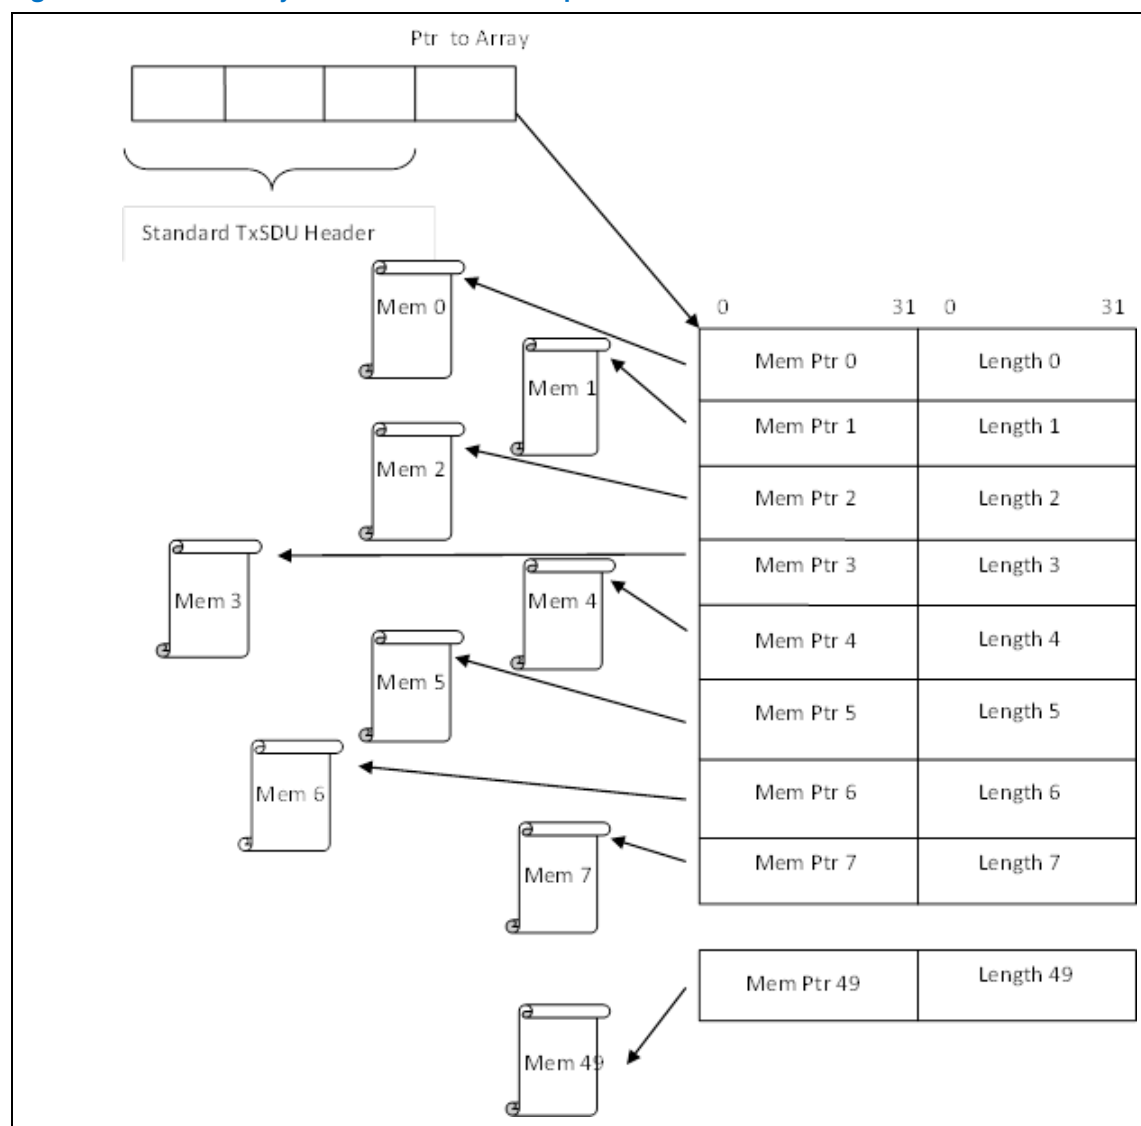 Ptr to Array
Standard TxSDU Header
0 31 0 31
Mem 0
Mem Ptr 0 Length 0
Mem 1
Mem Ptr 1 Length 1
Mem 2
Mem Ptr 2 Length 2
Mem 3
Mem Ptr 3 Length 3
Mem 4
Mem Ptr 4 Length 4
Mem 5
Mem Ptr 5 Length 5
Mem 6
Mem Ptr 6 Length 6
Mem 7
Mem Ptr 7 Length 7
Mem Ptr 49 Length 49
Mem 49